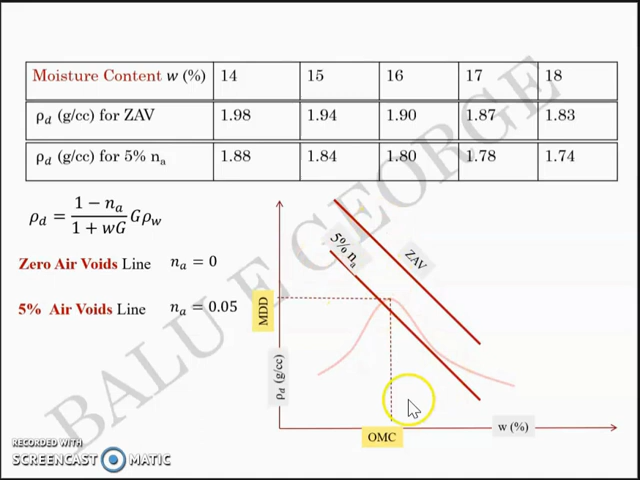 Moisture Content w (%) 14 15 16 17 18
ρd (g/cc) for ZAV 1.98 1.94 1.90 1.87 1.83
ρd (g/cc) for 5% na 1.88 1.84 1.80 1.78 1.74
ρd = (1 − na)/(1 + wG) Gρw
Zero Air Voids Line na = 0
5% Air Voids Line na = 0.05
5% na
ZAV
MDD
ρd (g/cc)
OMC
w (%)
BALU E GEORGE
RECORDED WITH
SCREENCAST MATIC